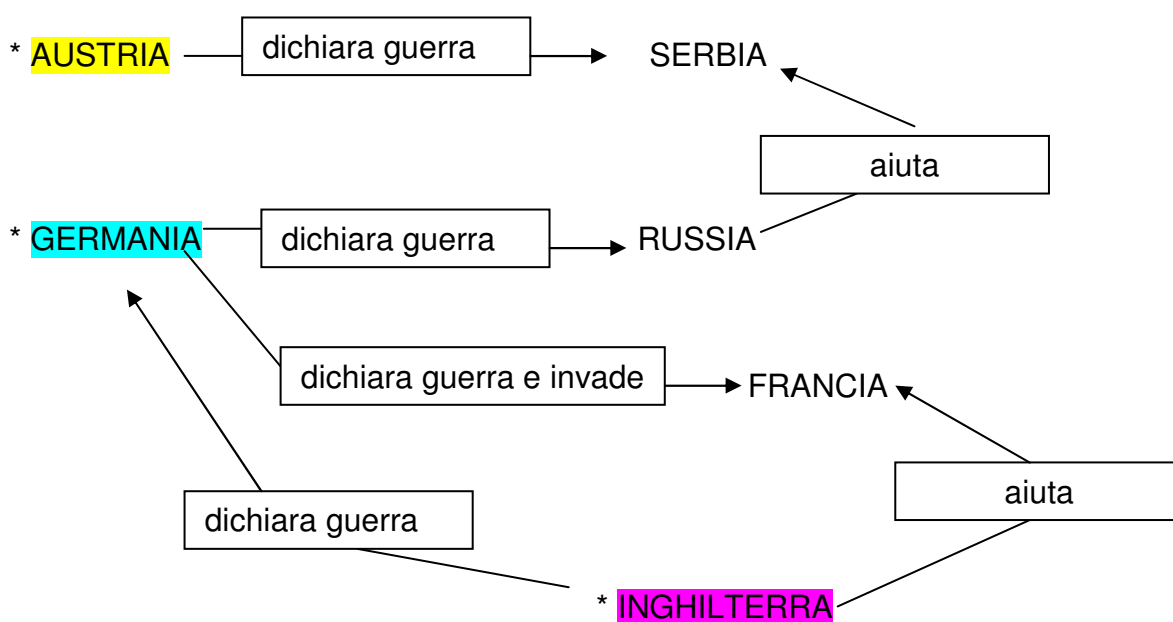 * AUSTRIA dichiara guerra SERBIA
aiuta
* GERMANIA dichiara guerra RUSSIA
dichiara guerra e invade FRANCIA
aiuta
dichiara guerra
* INGHILTERRA